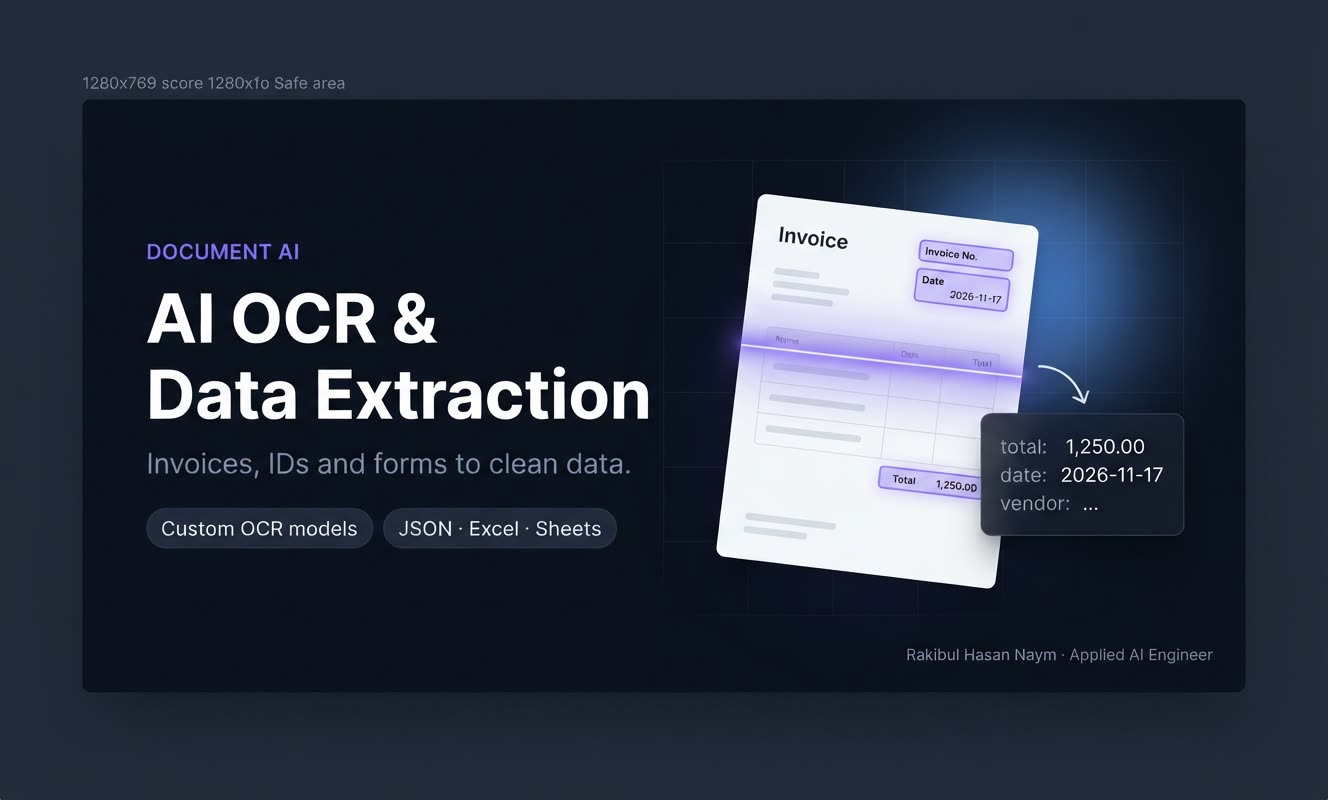 1280x769 score 1280xfo Safe area
DOCUMENT AI
AI OCR &
Data Extraction
Invoices, IDs and forms to clean data.
Custom OCR models
JSON · Excel · Sheets
Invoice
Invoice No.
Date
2026-11-17
Total
Total 1,250.00
total: 1,250.00
date: 2026-11-17
vendor: ...
Rakibul Hasan Naym · Applied AI Engineer